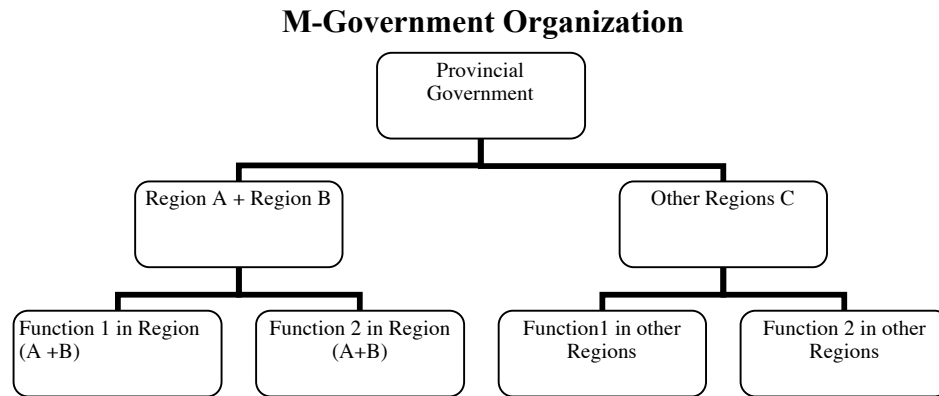 M-Government Organization
Provincial
Government
Region A + Region B
Other Regions C
Function 1 in Region
(A +B)
Function 2 in Region
(A+B)
Function1 in other
Regions
Function 2 in other
Regions